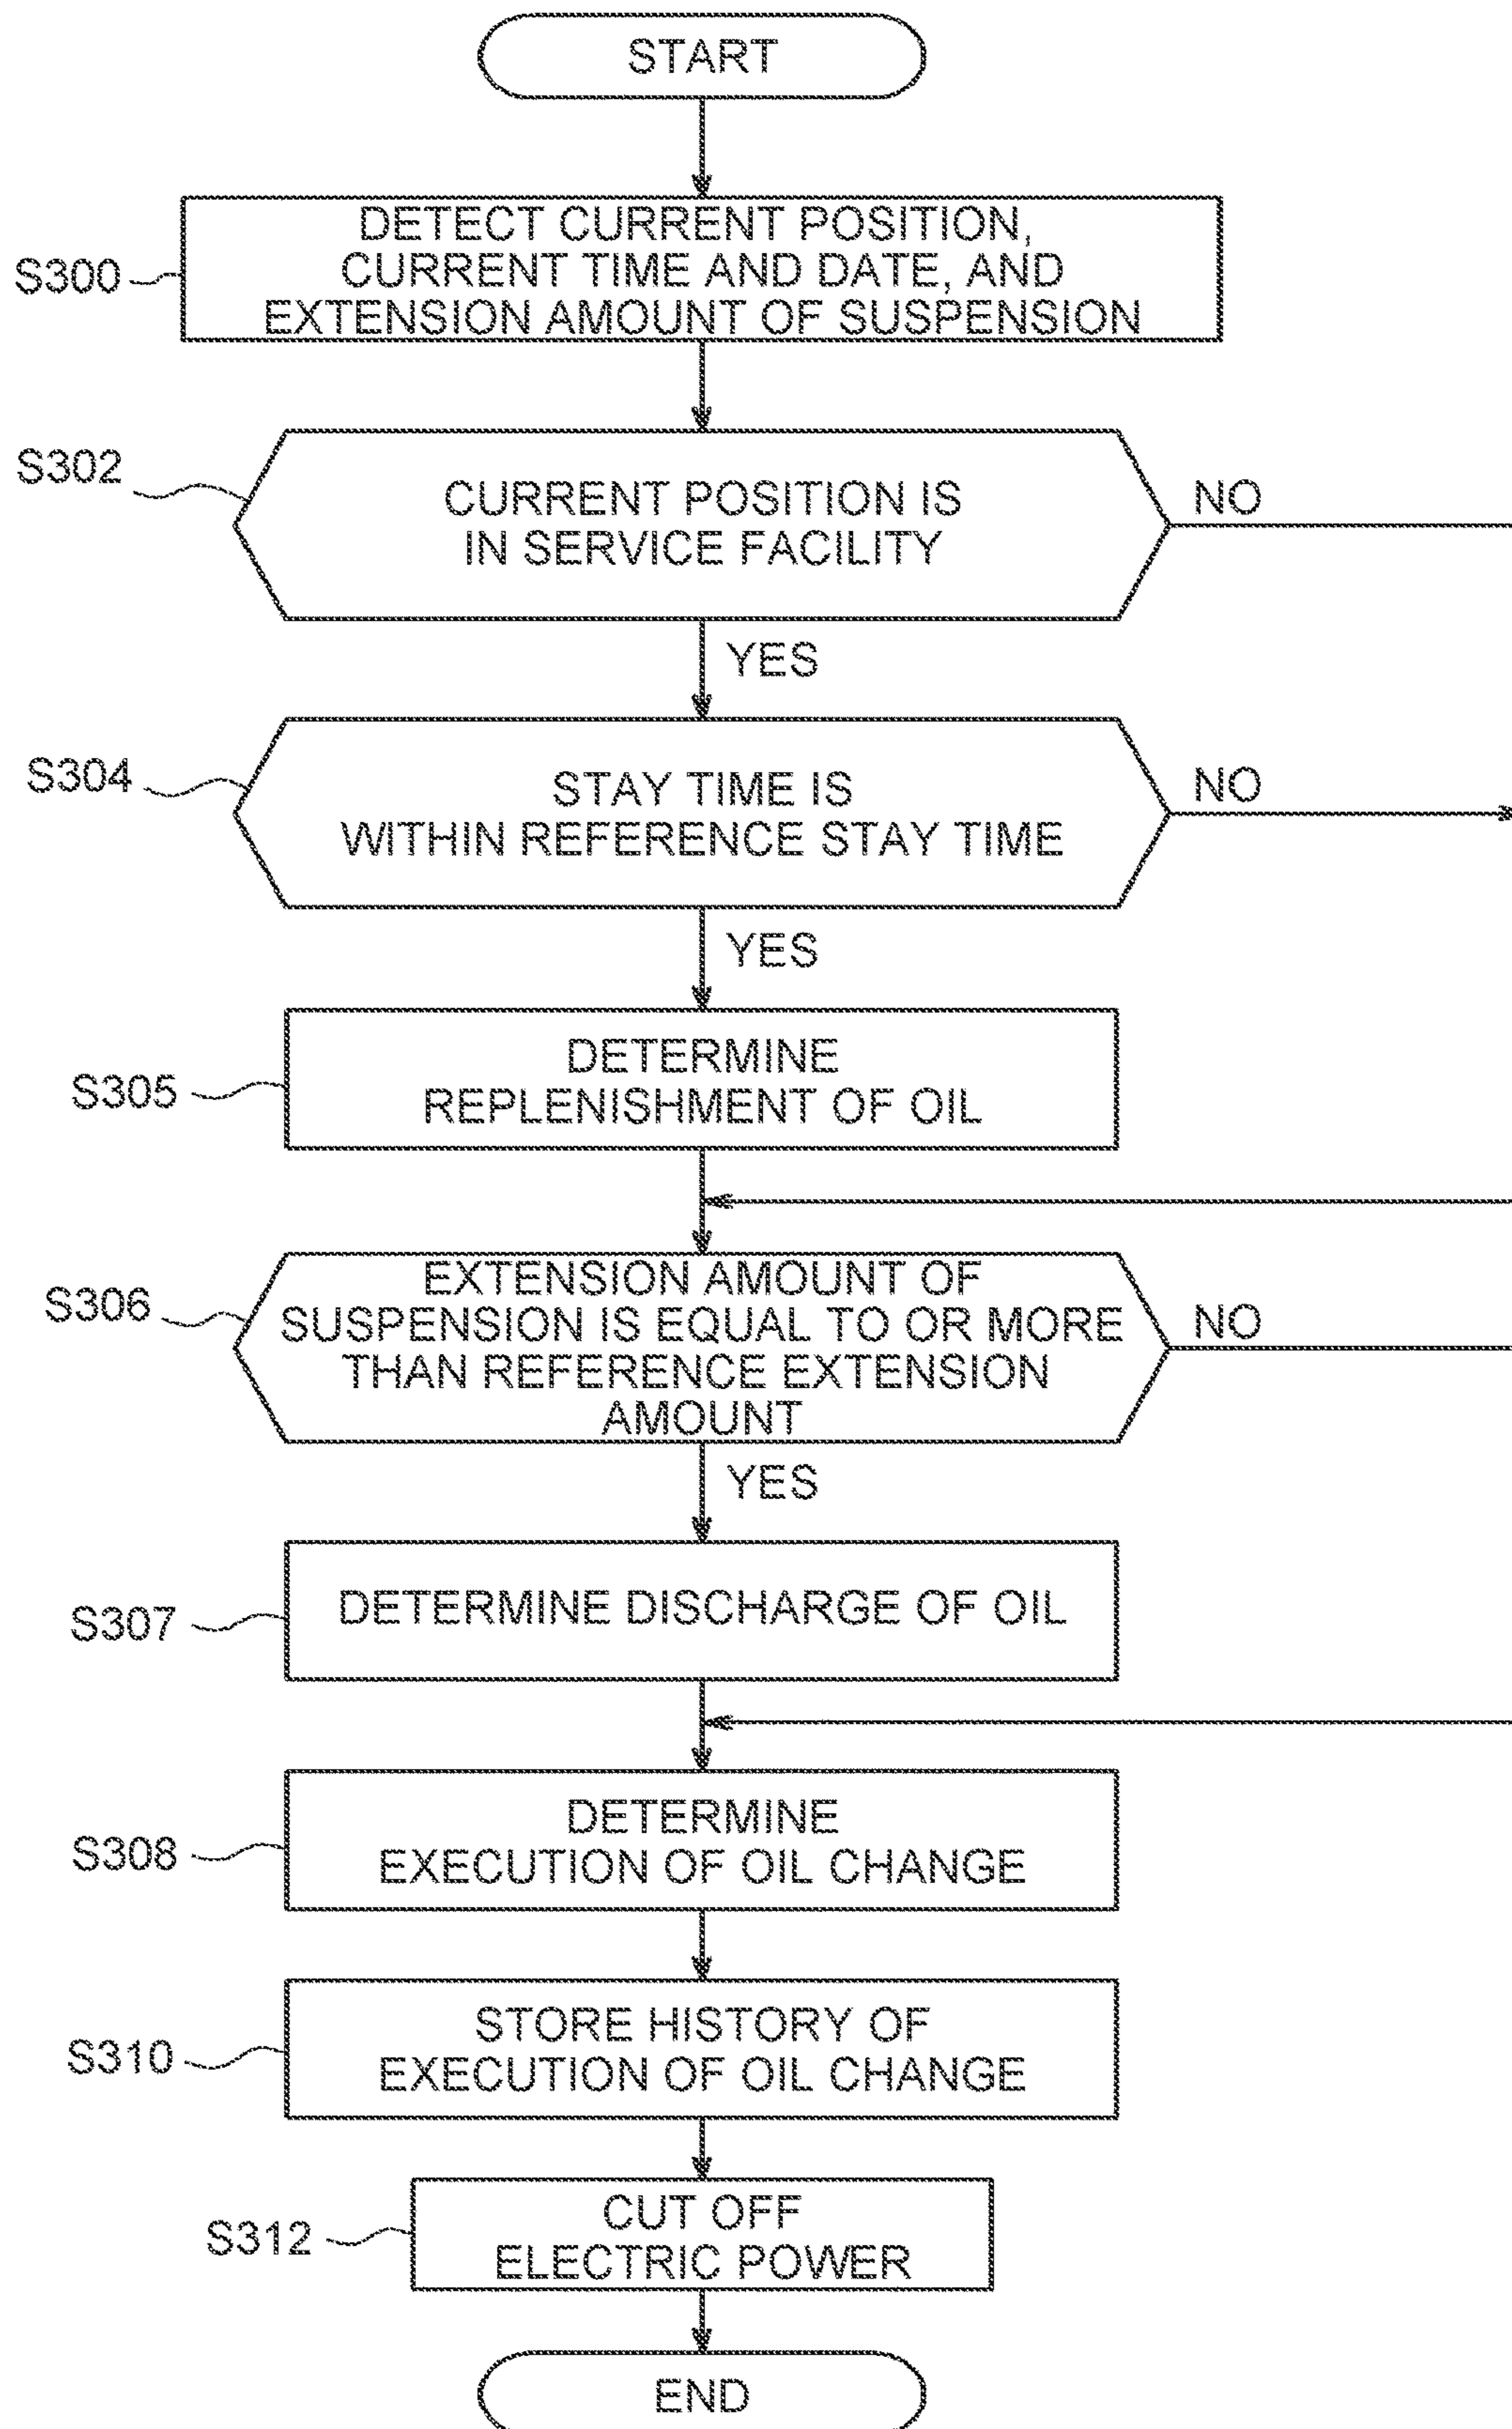 START
S300
DETECT CURRENT POSITION,
CURRENT TIME AND DATE, AND
EXTENSION AMOUNT OF SUSPENSION
S302
CURRENT POSITION IS
IN SERVICE FACILITY
NO
YES
S304
STAY TIME IS
WITHIN REFERENCE STAY TIME
NO
YES
S305
DETERMINE
REPLENISHMENT OF OIL
S306
EXTENSION AMOUNT OF
SUSPENSION IS EQUAL TO OR MORE
THAN REFERENCE EXTENSION
AMOUNT
NO
YES
S307
DETERMINE DISCHARGE OF OIL
S308
DETERMINE
EXECUTION OF OIL CHANGE
S310
STORE HISTORY OF
EXECUTION OF OIL CHANGE
S312
CUT OFF
ELECTRIC POWER
END